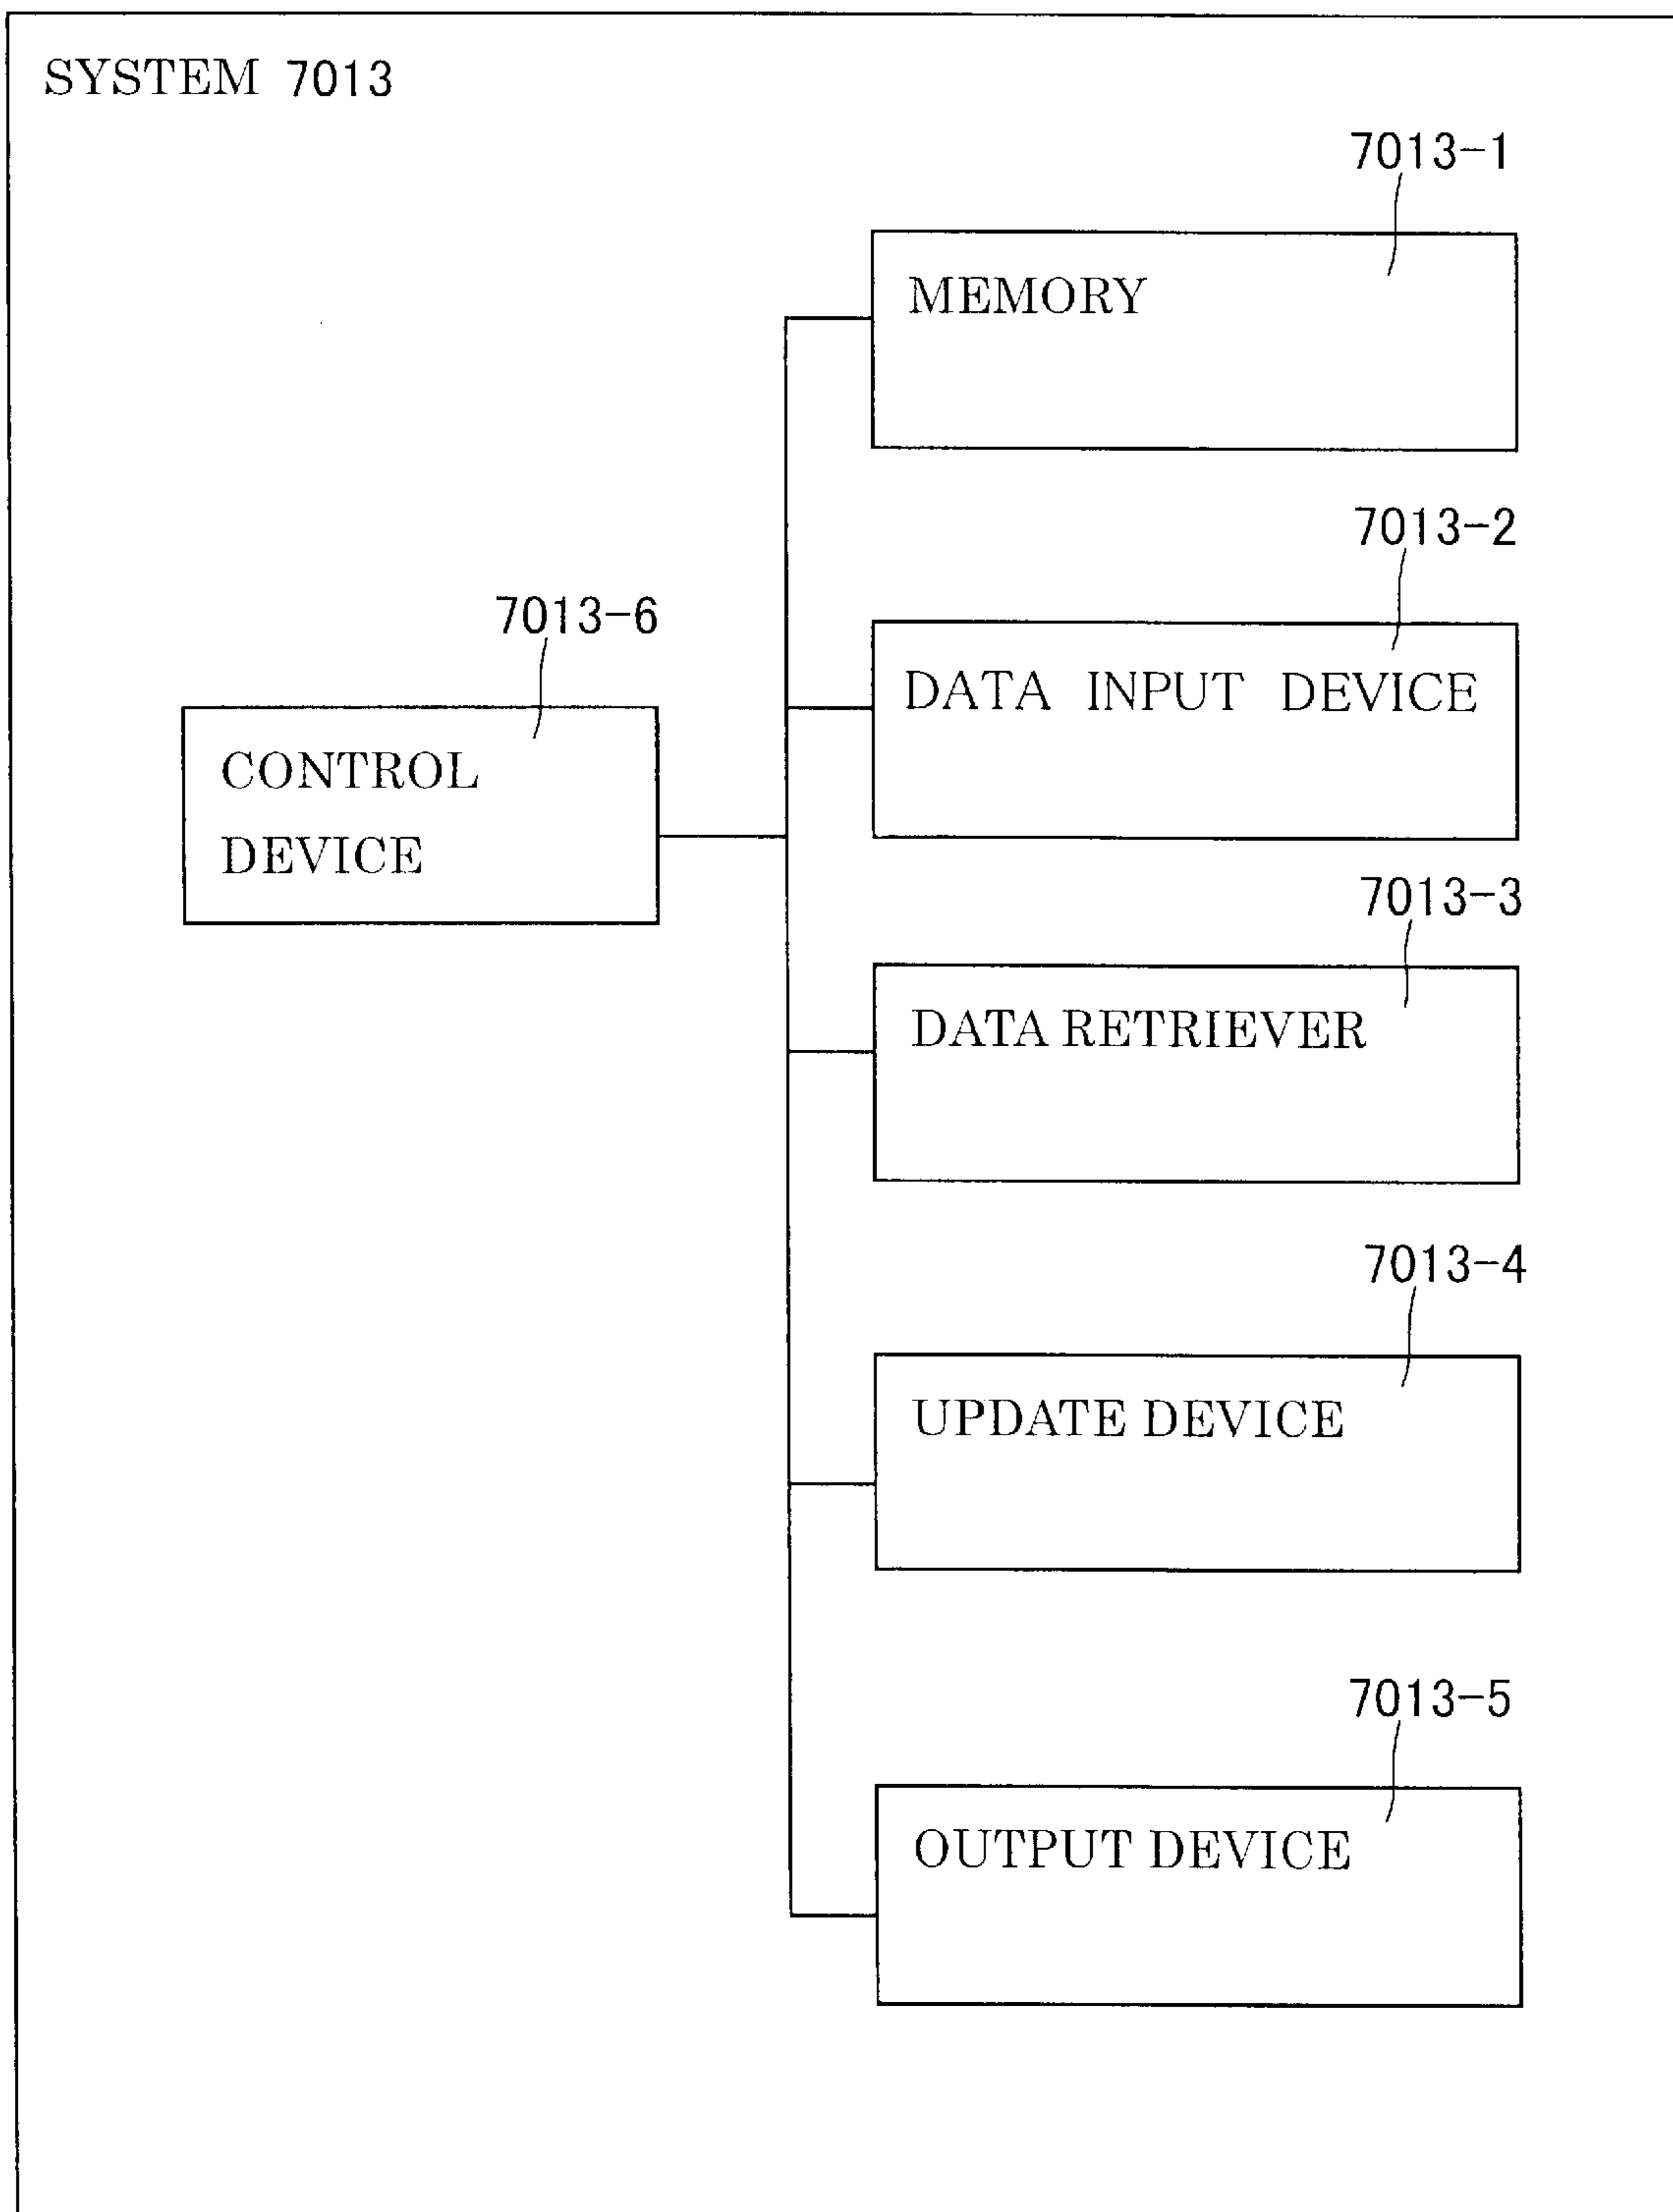 SYSTEM 7013
7013-1
MEMORY
7013-2
DATA INPUT DEVICE
7013-6
CONTROL
DEVICE
7013-3
DATA RETRIEVER
7013-4
UPDATE DEVICE
7013-5
OUTPUT DEVICE